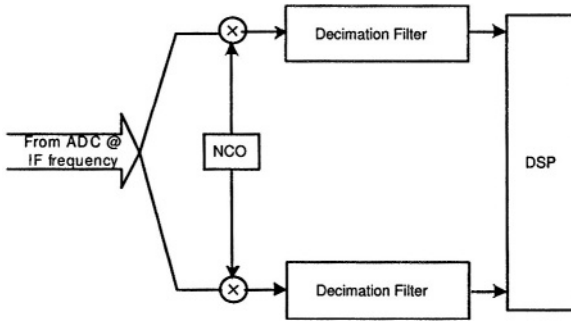 Decimation Filter
From ADC @
IF frequency
NCO
DSP
Decimation Filter